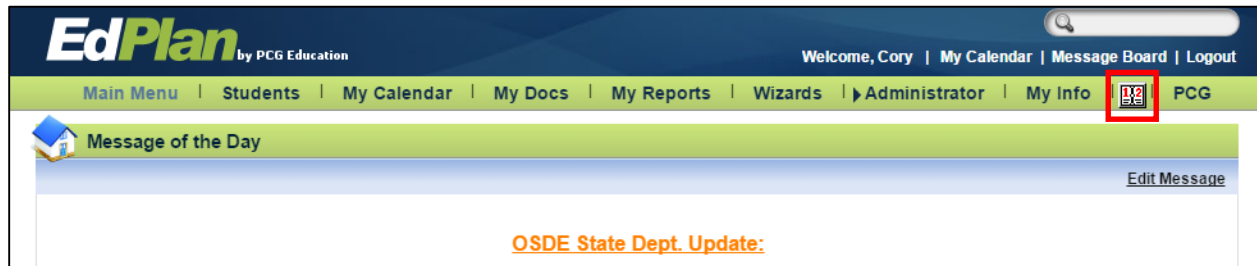 EdPlan by PCG Education
Welcome, Cory | My Calendar | Message Board | Logout
Main Menu | Students | My Calendar | My Docs | My Reports | Wizards | Administrator | My Info | 12 | PCG
Message of the Day
Edit Message
OSDE State Dept. Update: